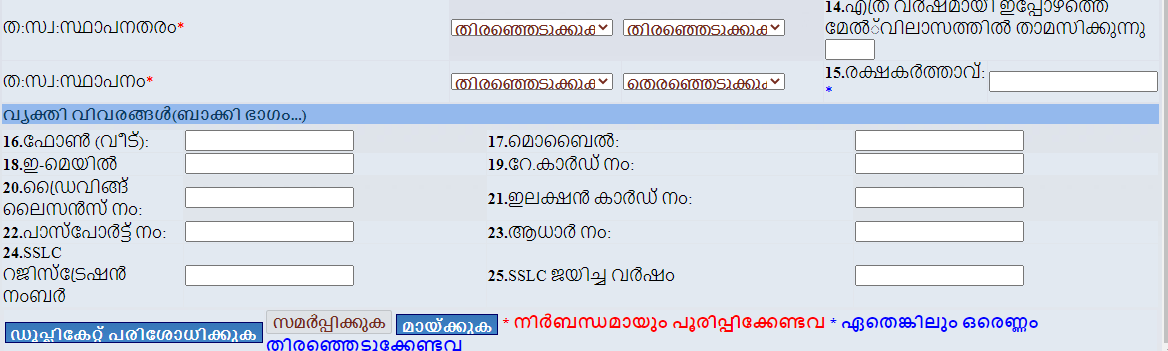 14.എത്ര വർഷമായി ഇപ്പോഴത്തെ
ത:സ്വ:സ്ഥാപനതരം* തിരഞ്ഞെടുക്കുക തിരഞ്ഞെടുക്കുക മേൽ്വിലാസത്തിൽ താമസിക്കുന്നു
ത:സ്വ:സ്ഥാപനം* തിരഞ്ഞെടുക്കുക തെരഞ്ഞെടുക്കുക 15.രക്ഷകർത്താവ്:
*
വ്യക്തി വിവരങ്ങൾ(ബാക്കി ഭാഗം...)
16.ഫോൺ (വീട്): 17.മൊബൈൽ:
18.ഇ-മെയിൽ 19.റേ.കാർഡ് നം:
20.ഡ്രൈവിങ്ങ്
ലൈസൻസ് നം: 21.ഇലക്ഷൻ കാർഡ് നം:
22.പാസ്പോർട്ട് നം: 23.ആധാർ നം:
24.SSLC
റജിസ്ട്രേഷൻ 25.SSLC ജയിച്ച വർഷം
നംബർ
ഡ്യൂപ്ലികേറ്റ് പരിശോധിക്കുക സമർപ്പിക്കുക മായ്ക്കുക * നിർബന്ധമായും പൂരിപ്പിക്കേണ്ടവ * ഏതെങ്കിലും ഒരെണ്ണം
തിരഞ്ഞെടുക്കേണ്ടവ